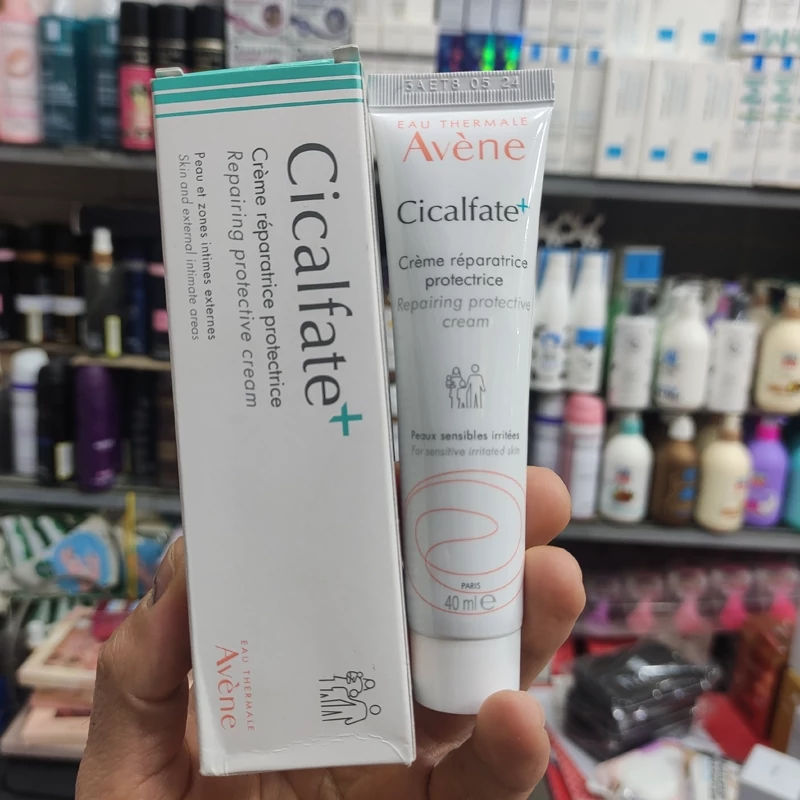 Cicalfate+
Crème réparatrice protectrice
Repairing protective cream
Peau et zones intimes externes
Skin and external intimate areas
EAU THERMALE
Avène
EAU THERMALE
Avène
Cicalfate+
Crème réparatrice
protectrice
Repairing protective
cream
Peaux sensibles irritées
For sensitive irritated skin
PARIS
40 ml e